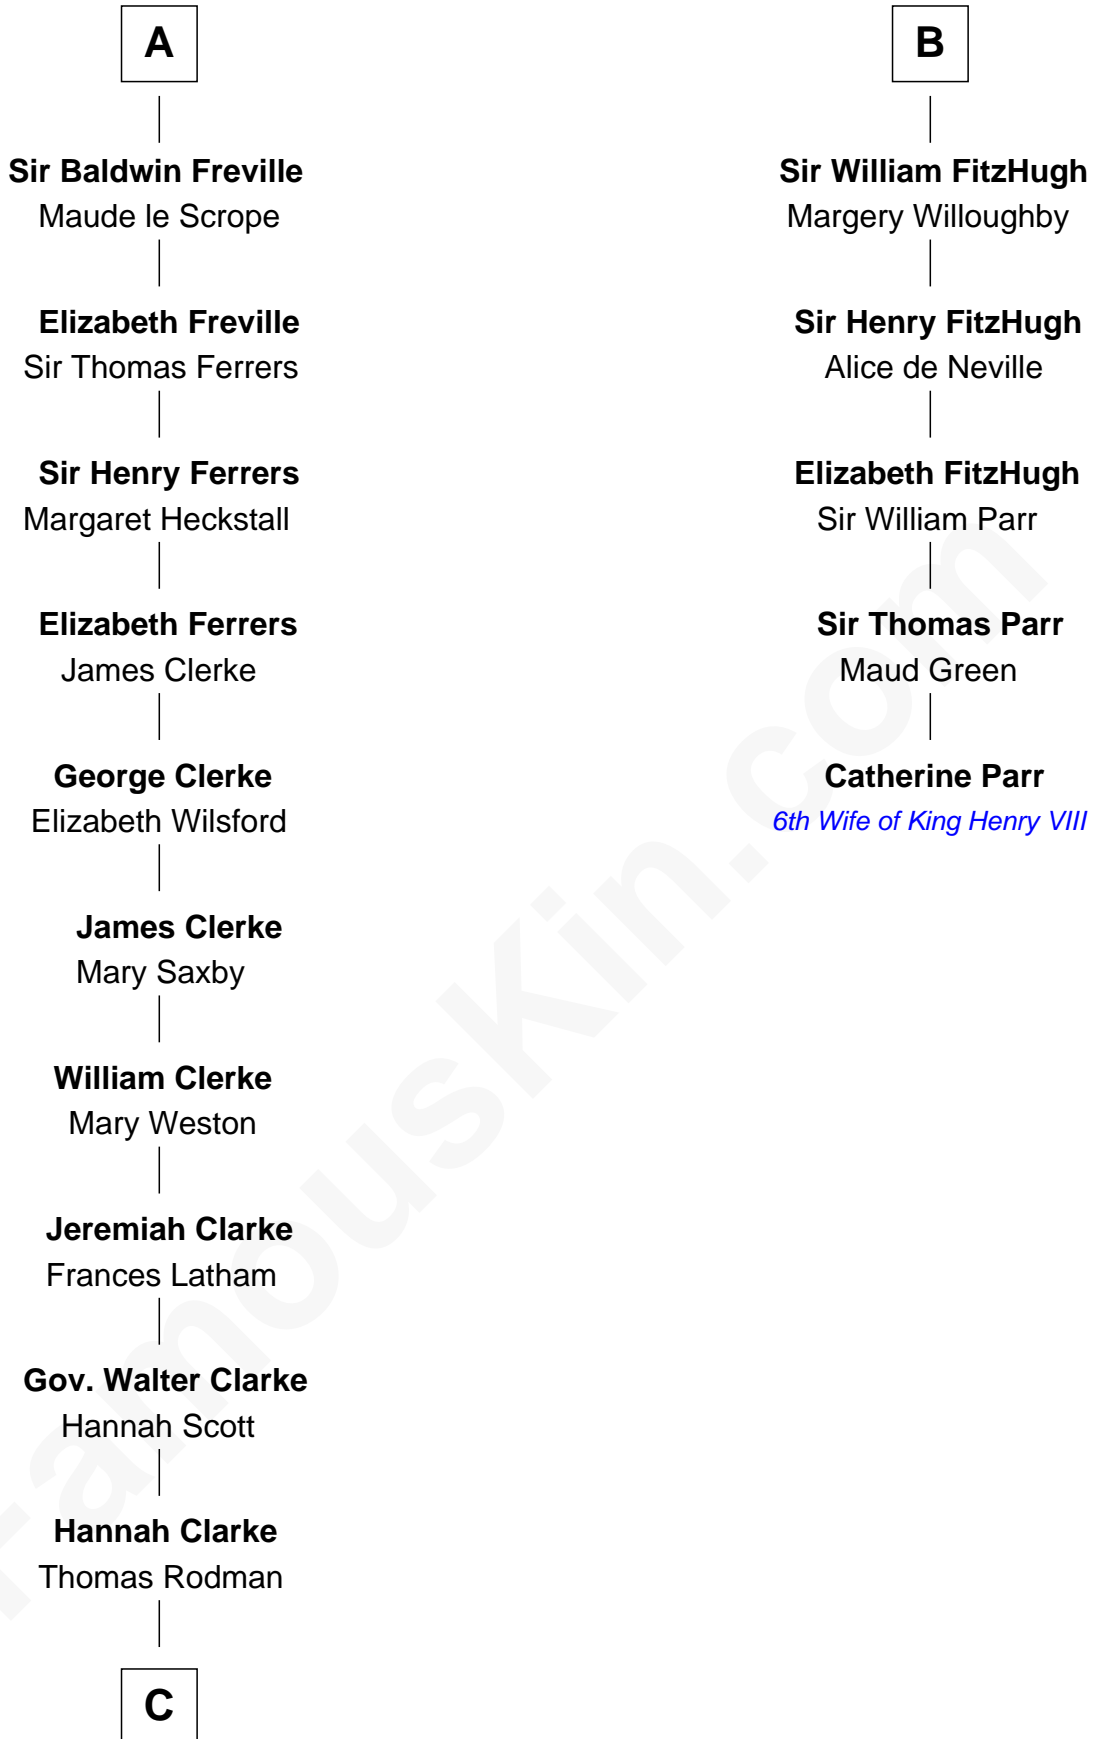 A
Sir Baldwin Freville
Maude le Scrope
Elizabeth Freville
Sir Thomas Ferrers
Sir Henry Ferrers
Margaret Heckstall
Elizabeth Ferrers
James Clerke
George Clerke
Elizabeth Wilsford
James Clerke
Mary Saxby
William Clerke
Mary Weston
Jeremiah Clarke
Frances Latham
Gov. Walter Clarke
Hannah Scott
Hannah Clarke
Thomas Rodman
C
B
Sir William FitzHugh
Margery Willoughby
Sir Henry FitzHugh
Alice de Neville
Elizabeth FitzHugh
Sir William Parr
Sir Thomas Parr
Maud Green
Catherine Parr
6th Wife of King Henry VIII
FamousKin.com